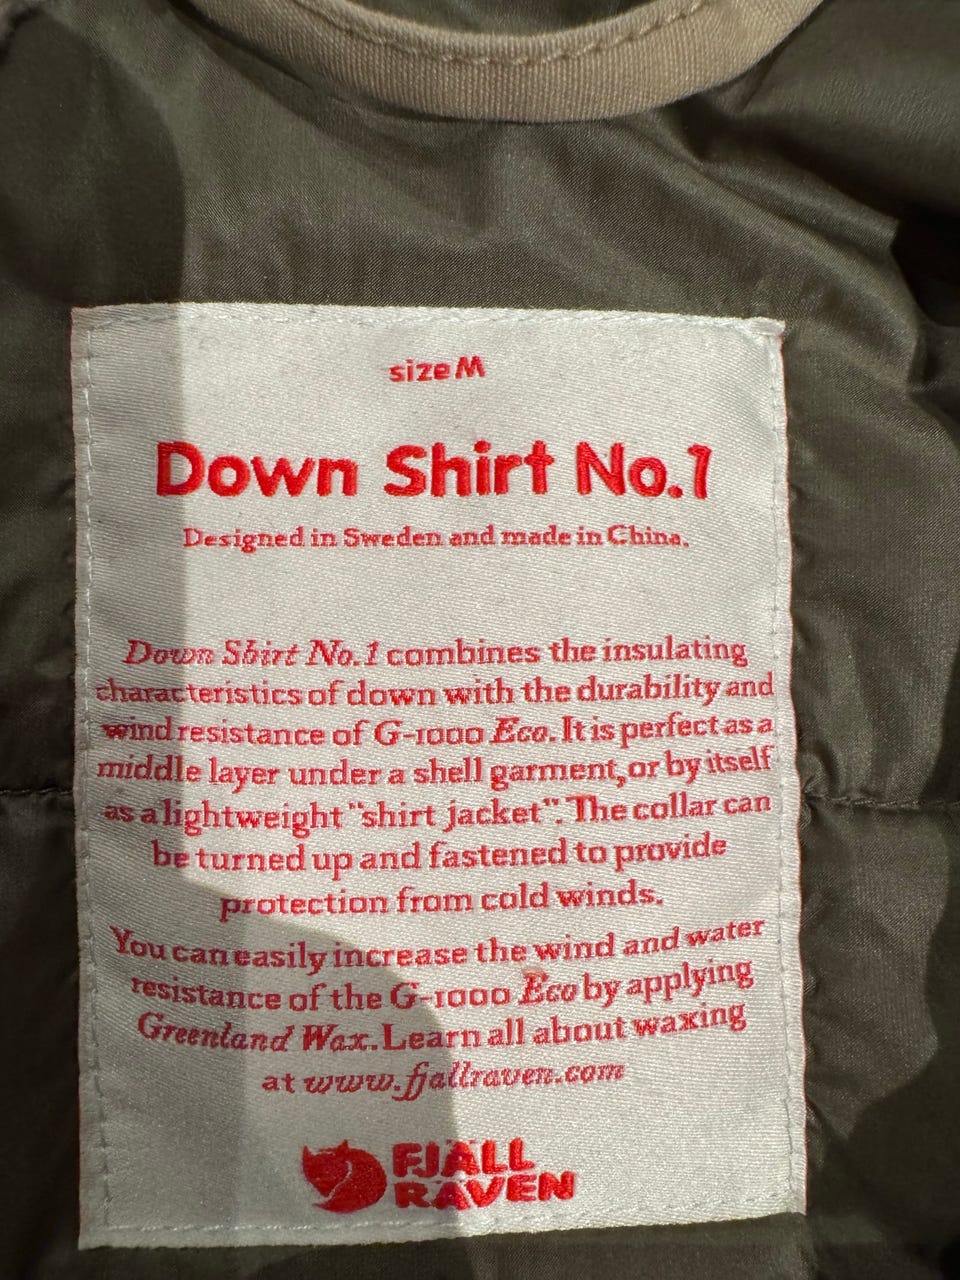 size M
Down Shirt No.1
Designed in Sweden and made in China.
Down Shirt No. 1 combines the insulating
characteristics of down with the durability and
wind resistance of G-1000 Eco. It is perfect as a
middle layer under a shell garment, or by itself
as a lightweight "shirt jacket". The collar can
be turned up and fastened to provide
protection from cold winds.
You can easily increase the wind and water
resistance of the G-1000 Eco by applying
Greenland Wax. Learn all about waxing
at www.fjallraven.com
FJÄLL
RÄVEN